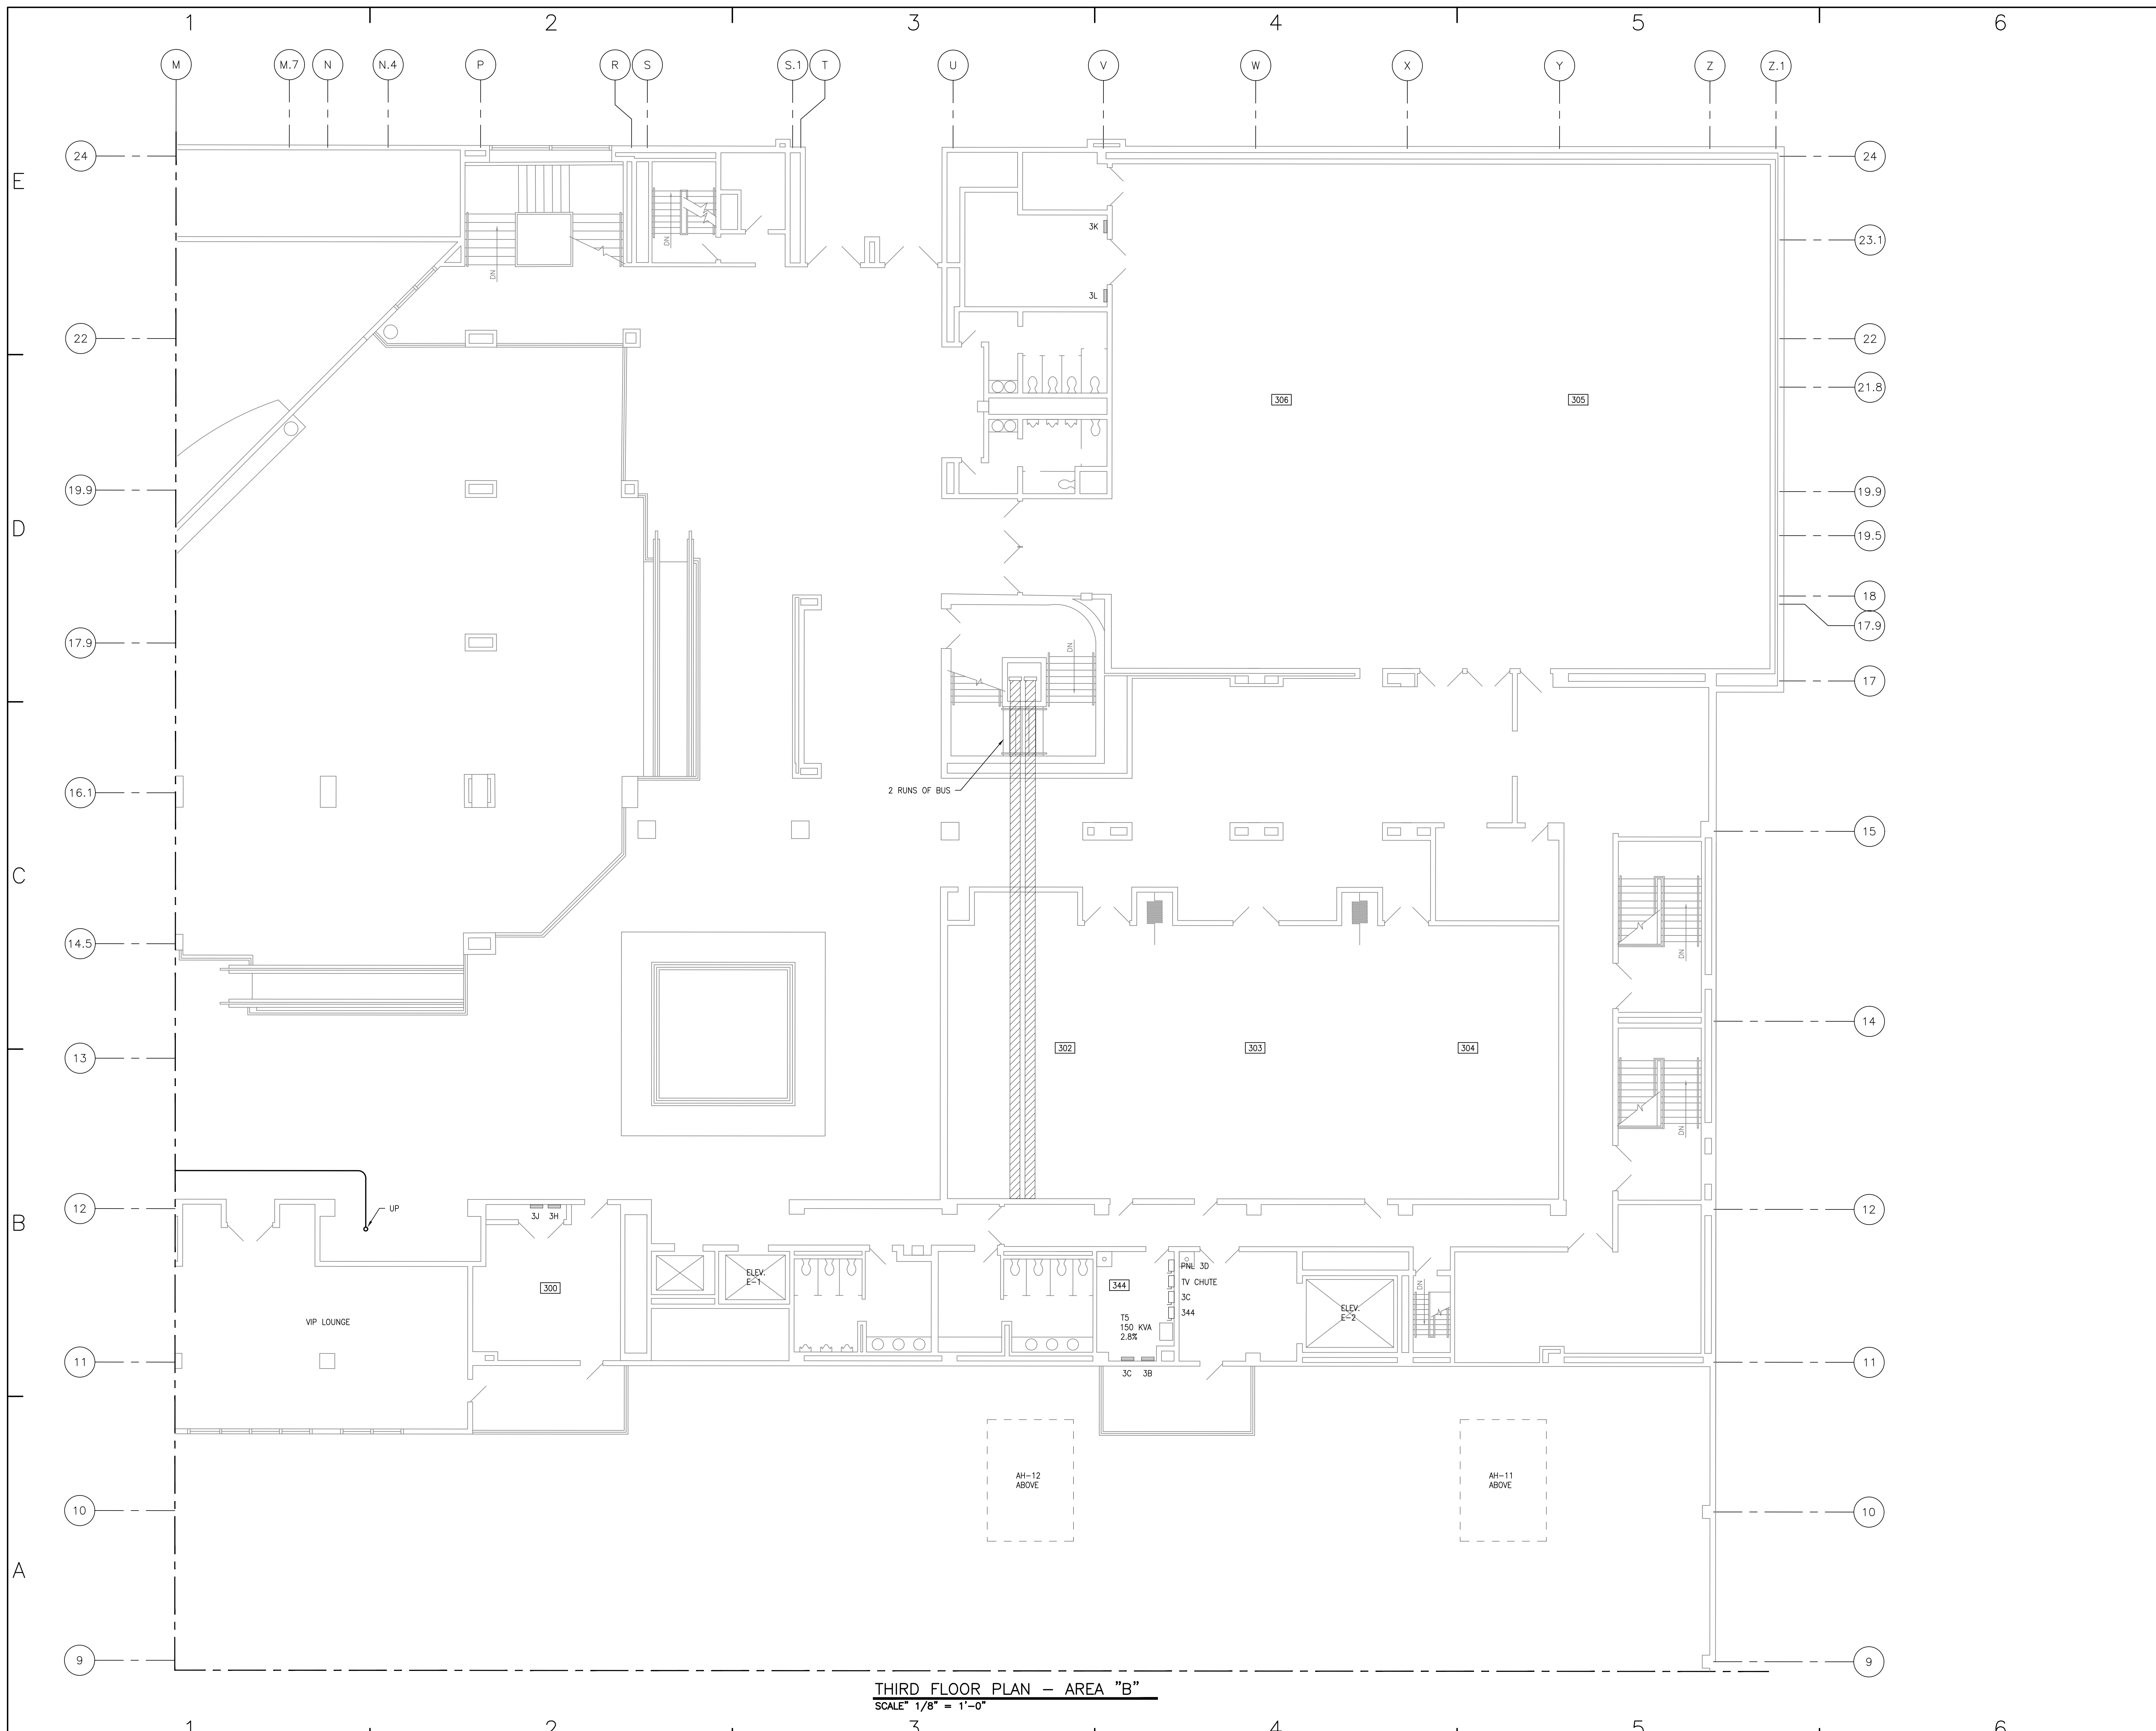 1 2 3 4 5 6
M M.7 N N.4 P R S S.1 T U V W X Y Z Z.1
24 24
E
DN
DN
3K
23.1
3L
22 22
21.8
306 305
19.9 19.9
D
19.5
18
17.9
17.9
DN
17
2 RUNS OF BUS
16.1
15
C
14.5
DN
14
13
302 303 304
DN
UP
12 12
B
3J 3H
300
ELEV.
E-1
344
PNL 3D
TV CHUTE
3C
344
T5
150 KVA
2.8%
ELEV.
E-2
DN
VIP LOUNGE
11 11
3C 3B
AH-12
ABOVE
AH-11
ABOVE
10 10
A
9 9
THIRD FLOOR PLAN - AREA "B"
SCALE" 1/8" = 1'-0"
1 2 3 4 5 6